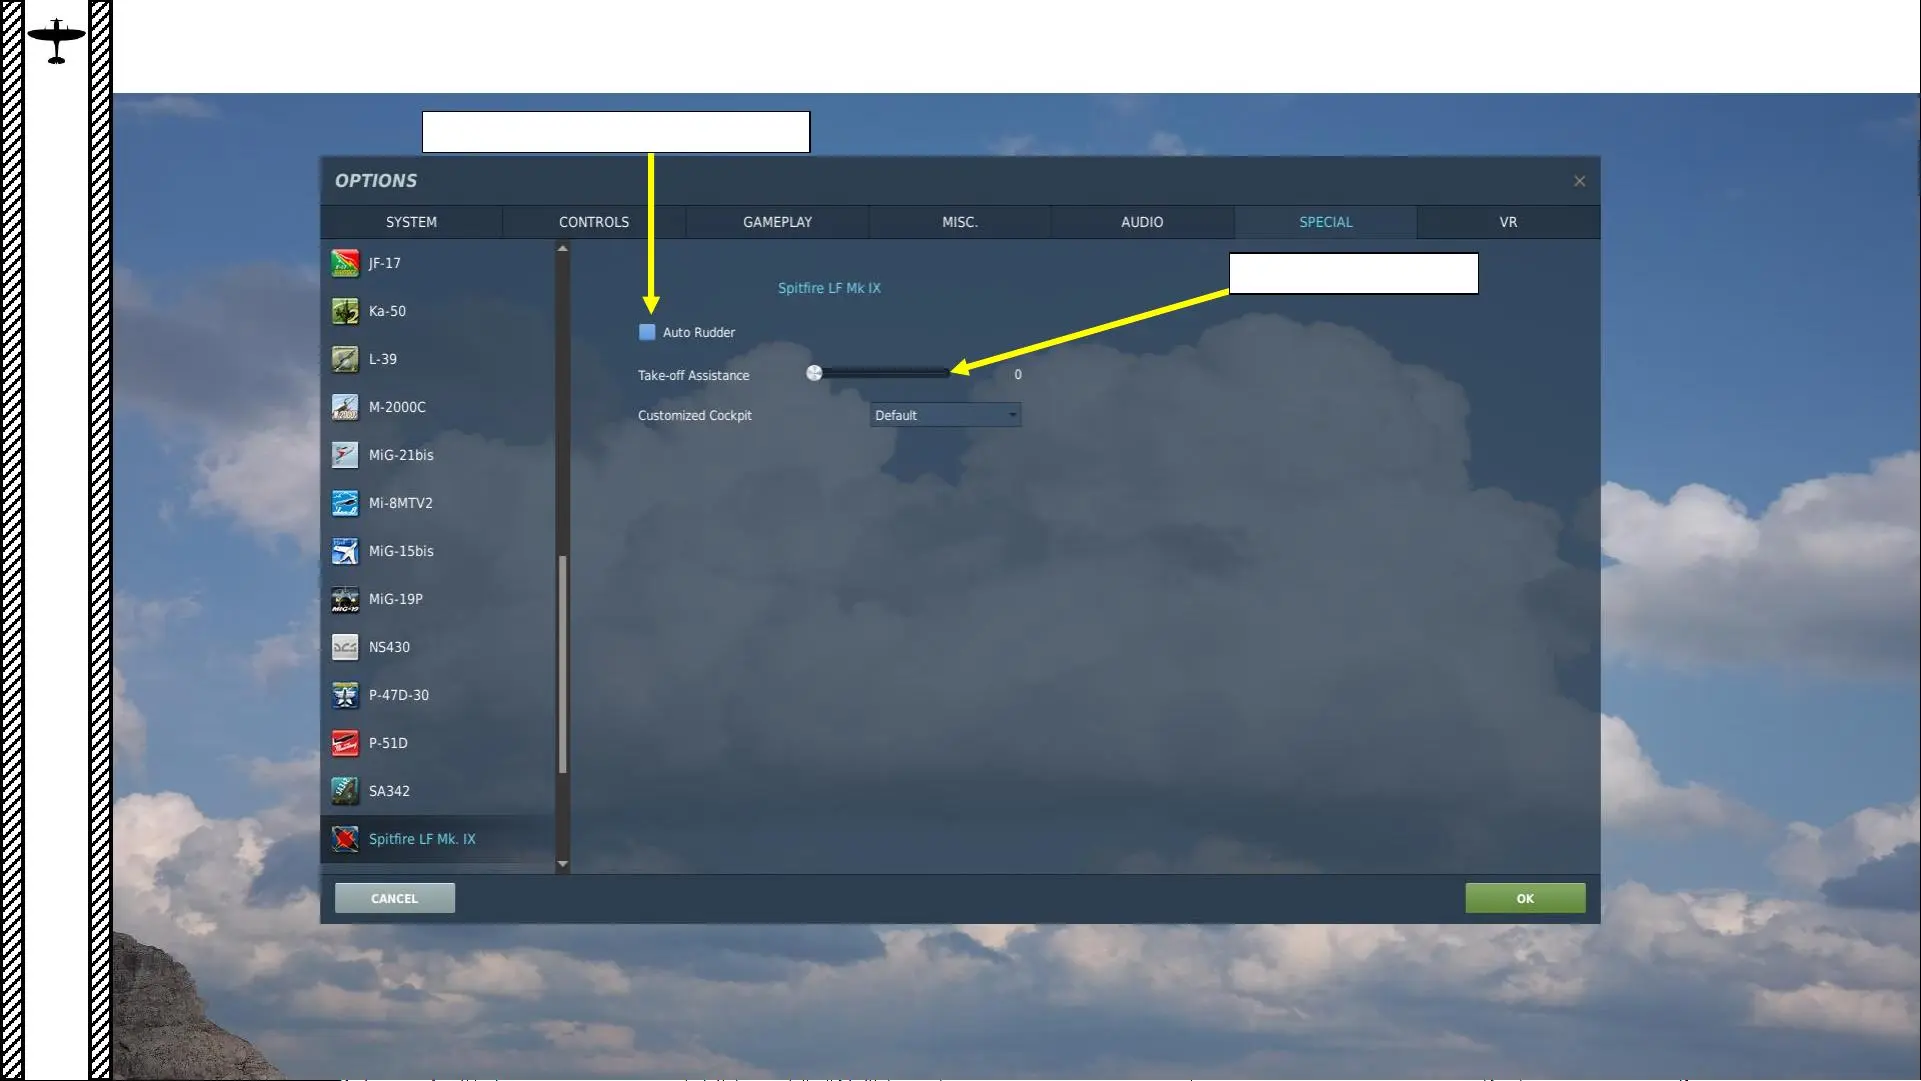 OPTIONS
SYSTEM
CONTROLS
GAMEPLAY
MISC.
AUDIO
SPECIAL
VR
JF-17
Ka-50
L-39
M-2000C
MiG-21bis
Mi-8MTV2
MiG-15bis
MiG-19P
NS430
P-47D-30
P-51D
SA342
Spitfire LF Mk. IX
Spitfire LF Mk IX
Auto Rudder
Take-off Assistance
0
Customized Cockpit
Default
CANCEL
OK